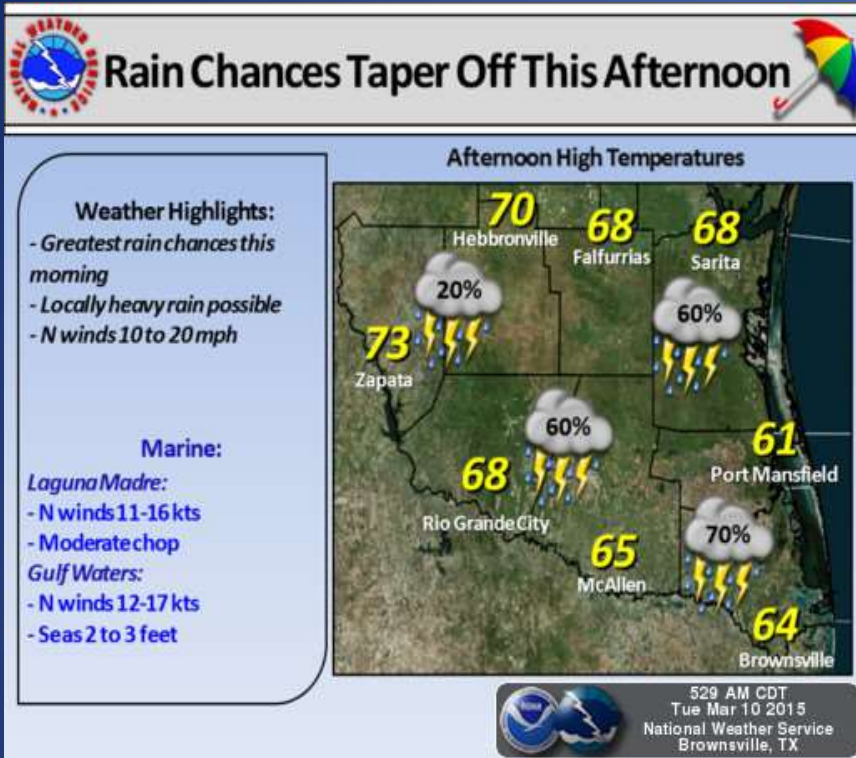 NATIONAL WEATHER SERVICE
Rain Chances Taper Off This Afternoon
Weather Highlights:
- Greatest rain chances this
morning
- Locally heavy rain possible
- N winds 10 to 20 mph
Marine:
Laguna Madre:
- N winds 11-16 kts
- Moderate chop
Gulf Waters:
- N winds 12-17 kts
- Seas 2 to 3 feet
Afternoon High Temperatures
70
Hebbronville
68
Falfurrias
68
Sarita
20%
60%
73
Zapata
60%
61
Port Mansfield
68
Rio Grande City
70%
65
McAllen
64
Brownsville
NOAA
529 AM CDT
Tue Mar 10 2015
National Weather Service
Brownsville, TX